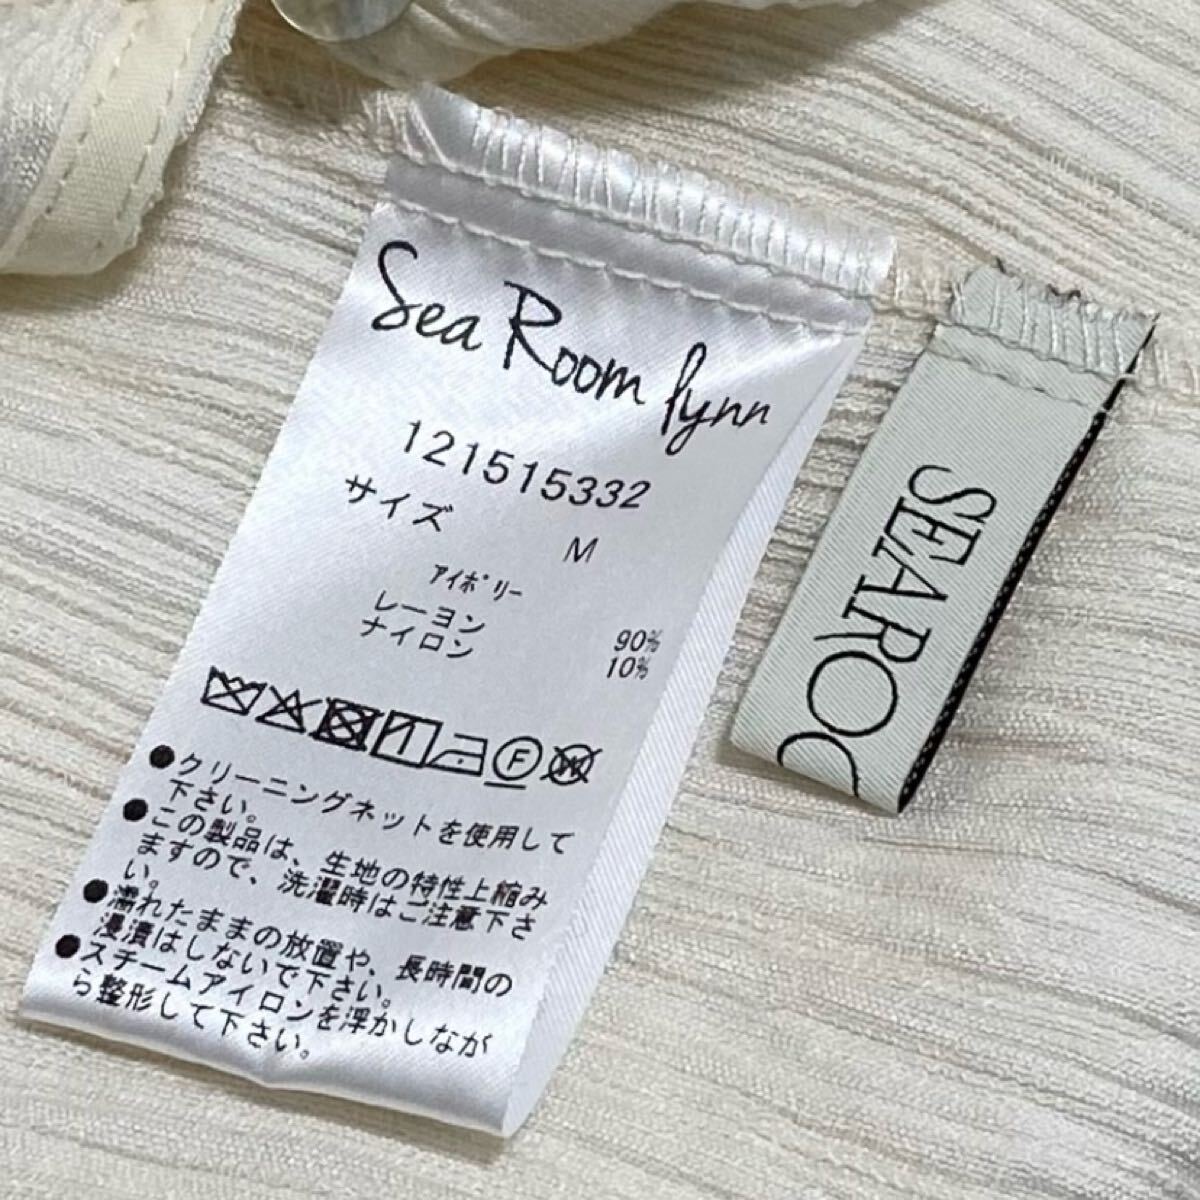 Sea Room lynn
121515332
サイズ M
ｱｲﾎﾞﾘｰ
レーヨン 90%
ナイロン 10%
F
W
●クリーニングネットを使用して
下さい。
●この製品は、生地の特性上縮み
ますので、洗濯時はご注意下さ
い。
●濡れたままの放置や、長時間の
浸漬はしないで下さい。
●スチームアイロンを浮かしなが
ら整形して下さい。
SEAROO